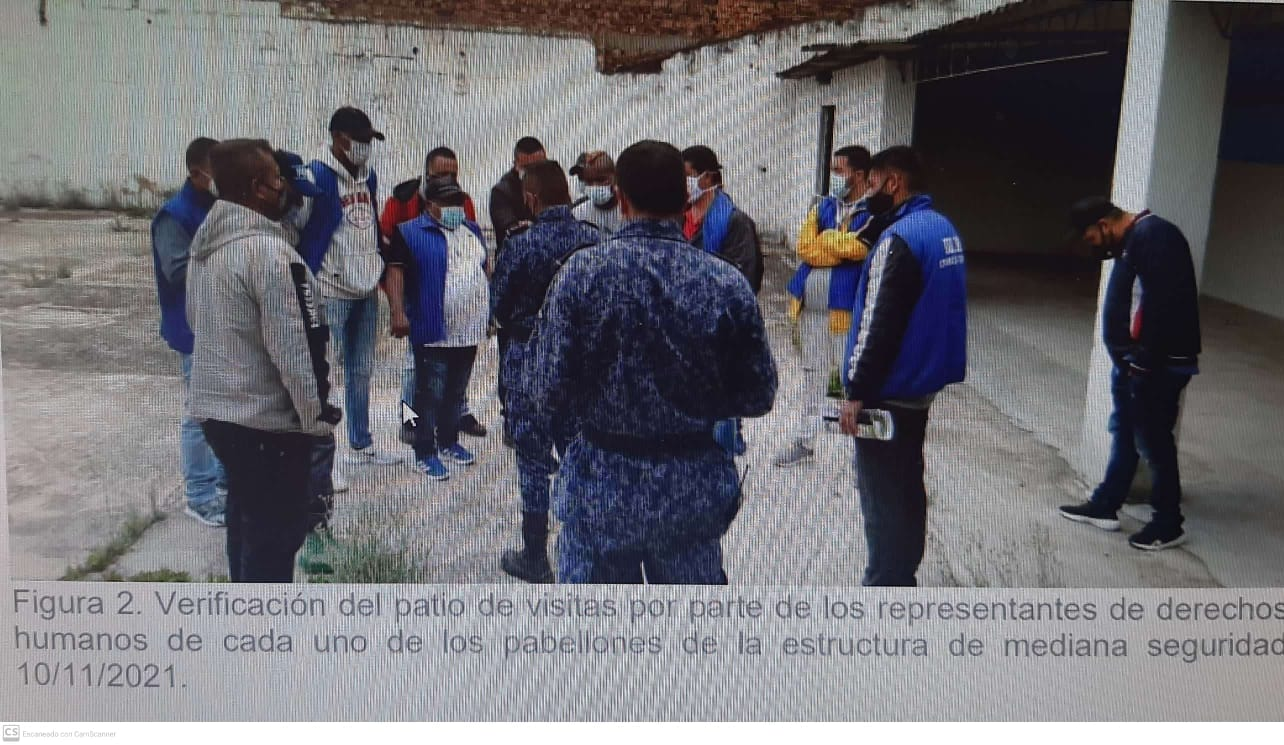 Figura 2. Verificación del patio de visitas por parte de los representantes de derechos
humanos de cada uno de los pabellones de la estructura de mediana seguridad
10/11/2021.
CS Escaneado con CamScanner